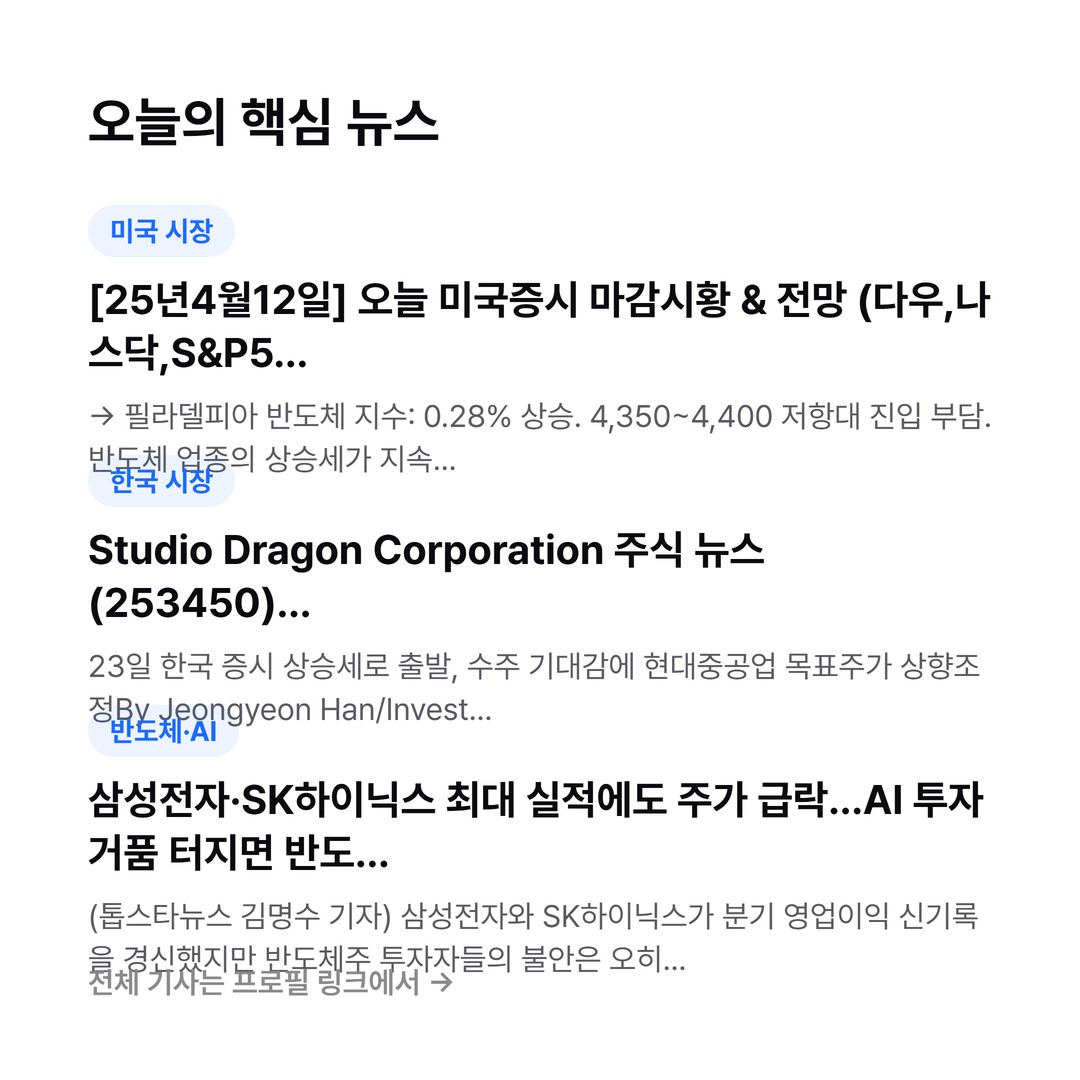 오늘의 핵심 뉴스
미국 시장
[25년4월12일] 오늘 미국증시 마감시황 & 전망 (다우,나
스닥,S&P5...
→ 필라델피아 반도체 지수: 0.28% 상승. 4,350~4,400 저항대 진입 부담.
반도체 업종의 상승세가 지속...
한국 시장
Studio Dragon Corporation 주식 뉴스
(253450)...
23일 한국 증시 상승세로 출발, 수주 기대감에 현대중공업 목표주가 상향조
정By Jeongyeon Han/Invest...
반도체·AI
삼성전자·SK하이닉스 최대 실적에도 주가 급락...AI 투자
거품 터지면 반도...
(톱스타뉴스 김명수 기자) 삼성전자와 SK하이닉스가 분기 영업이익 신기록
을 경신했지만 반도체주 투자자들의 불안은 오히...
전체 기사는 프로필 링크에서 →